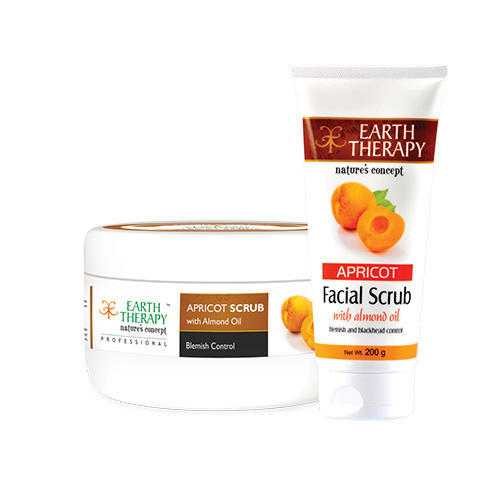 EARTH
THERAPY
nature's concept
APRICOT
Facial Scrub
with almond oil
blemish and blackhead control
Net Wt. 200 g
EARTH
THERAPY ™
nature's concept
PROFESSIONAL
APRICOT SCRUB
with Almond Oil
Blemish Control